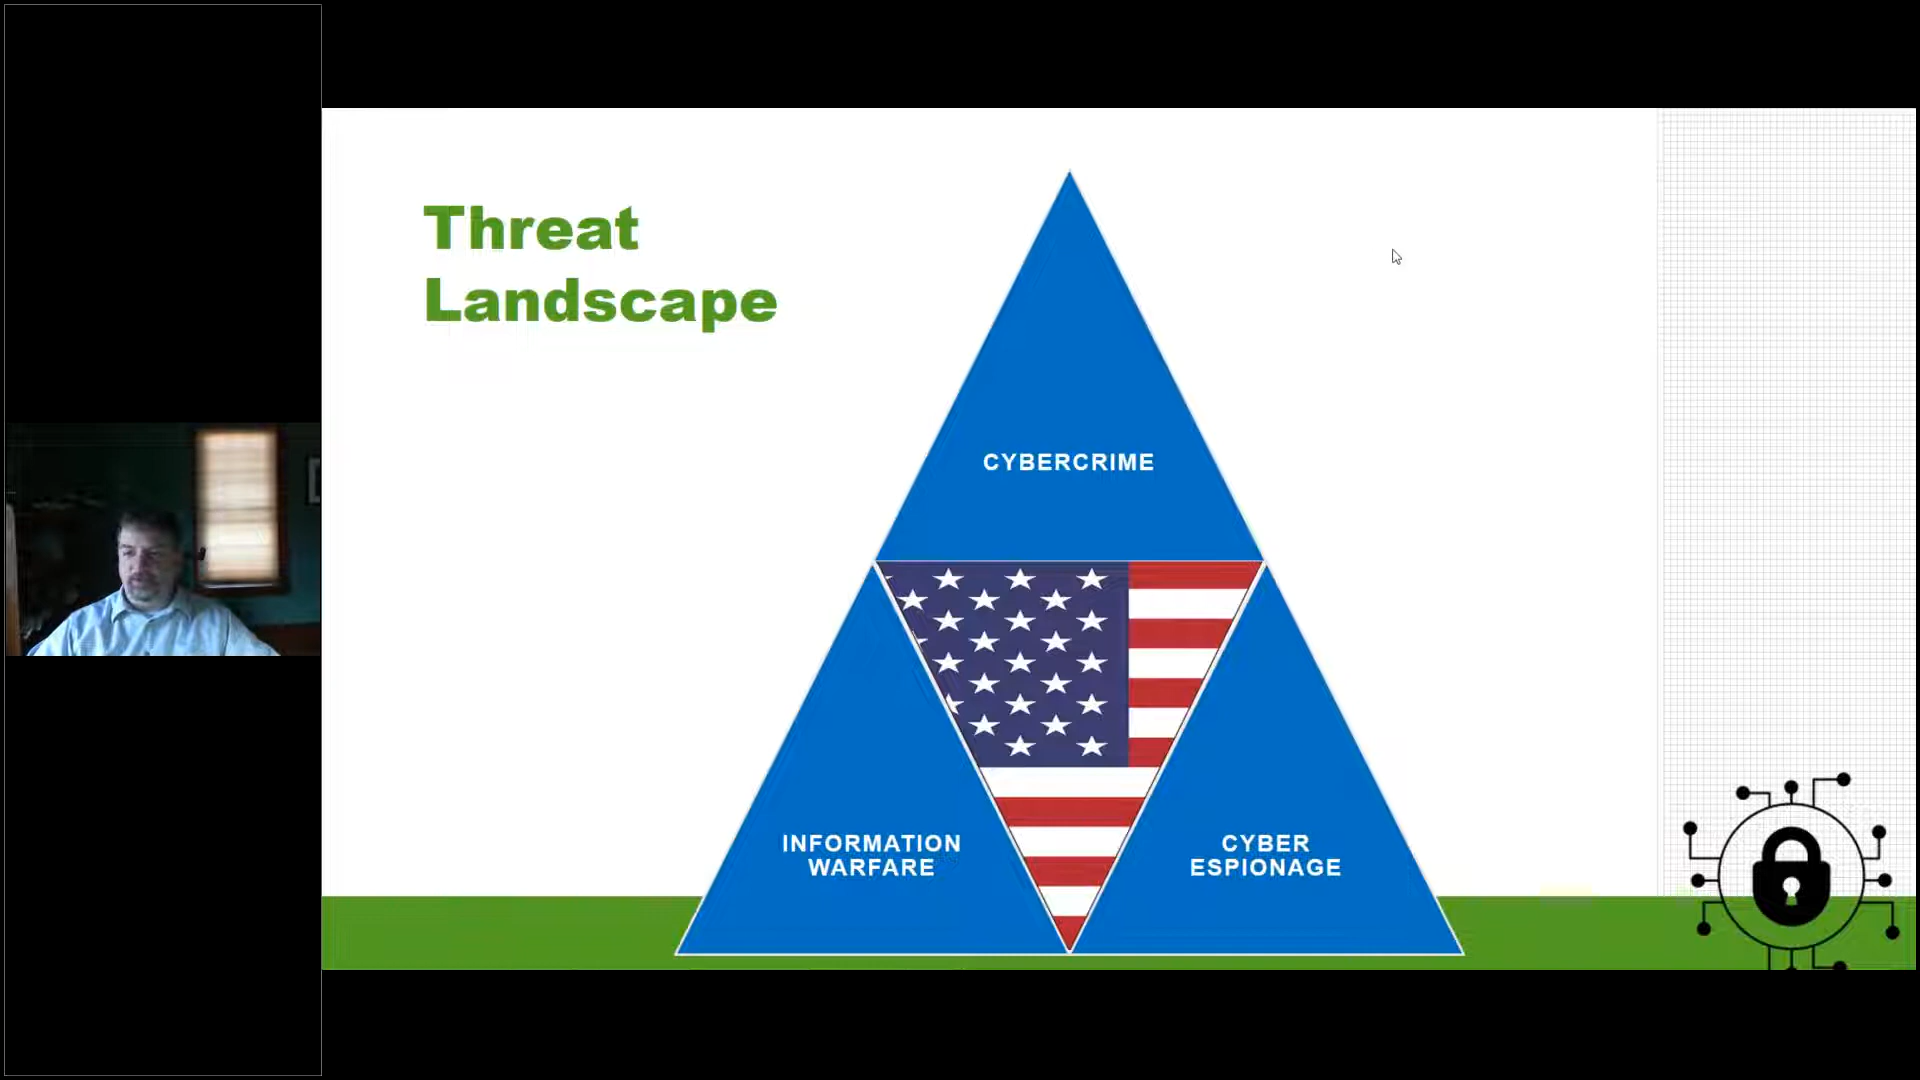 Threat
Landscape
CYBERCRIME
INFORMATION
WARFARE
CYBER
ESPIONAGE